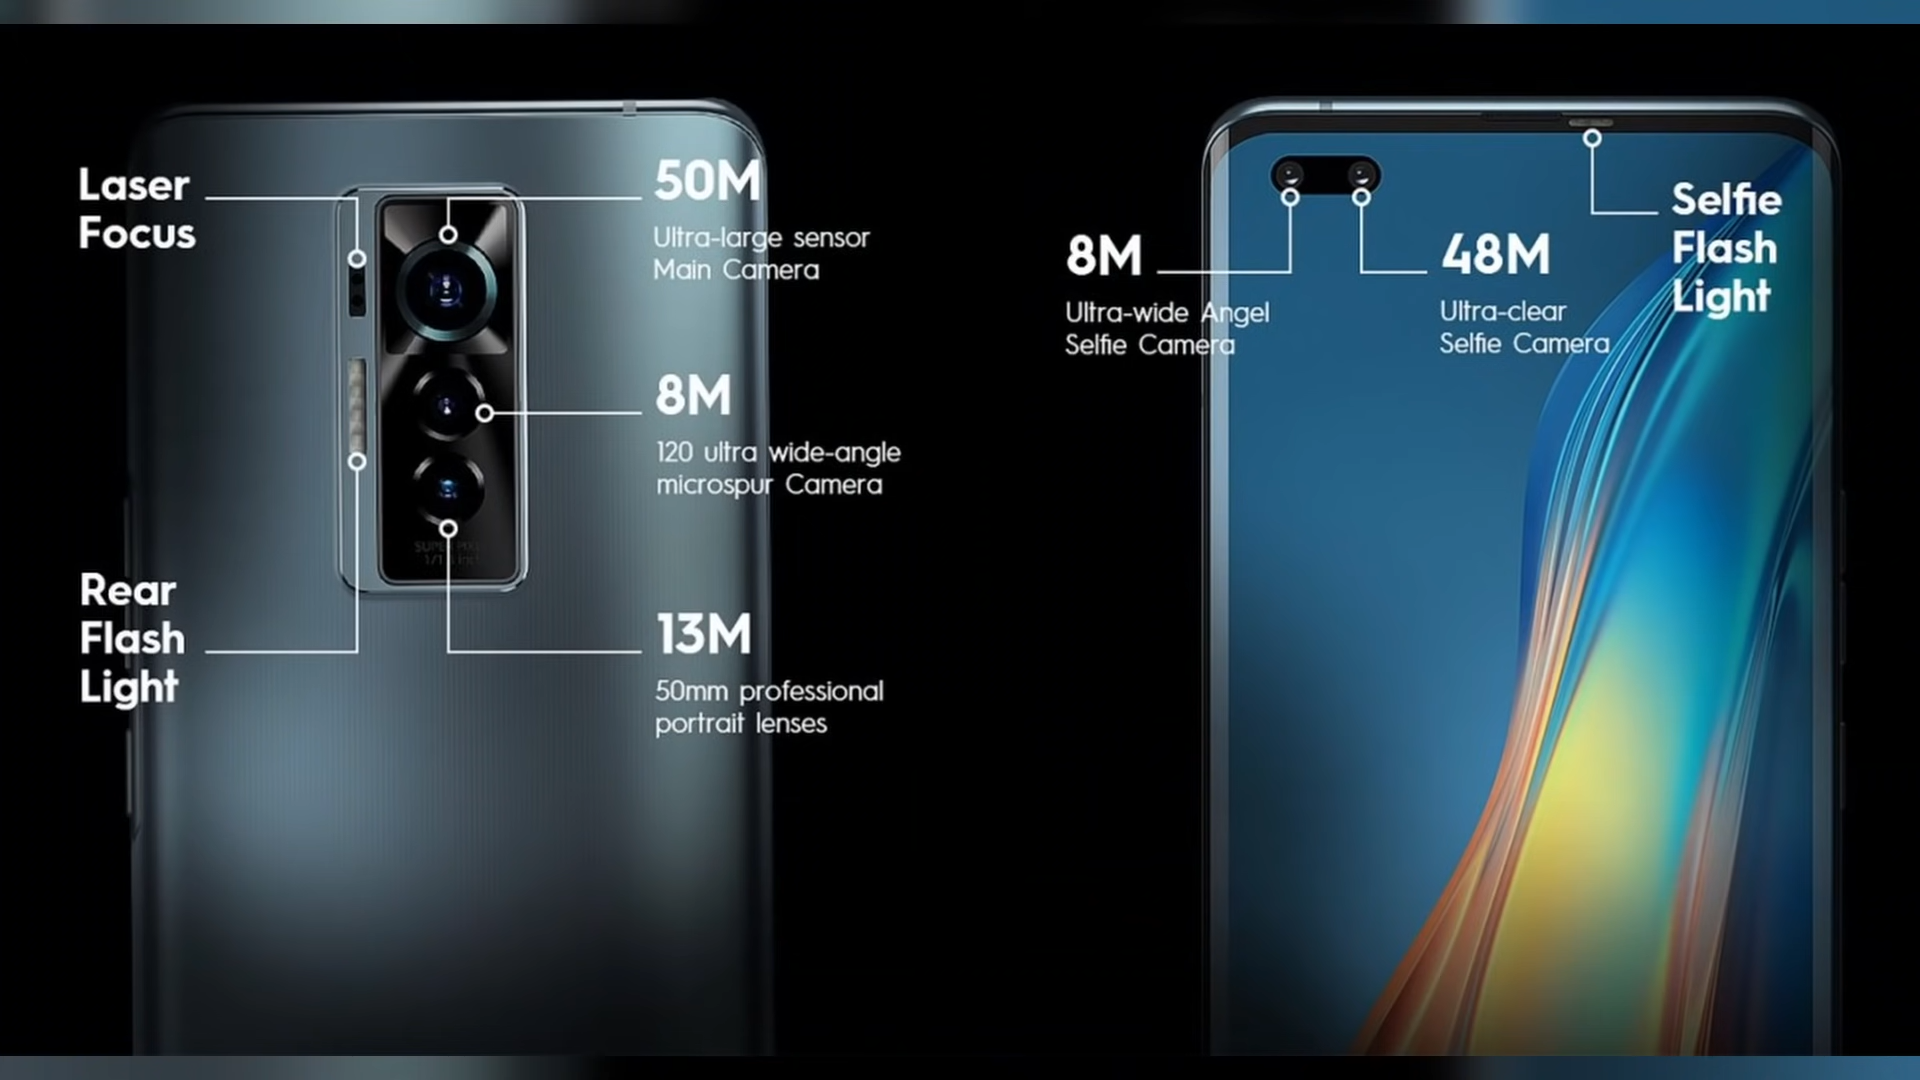 Laser
Focus
50M
Ultra-large sensor
Main Camera
8M
120 ultra wide-angle
microspur Camera
Rear
Flash
Light
13M
50mm professional
portrait lenses
8M
Ultra-wide Angel
Selfie Camera
48M
Ultra-clear
Selfie Camera
Selfie
Flash
Light